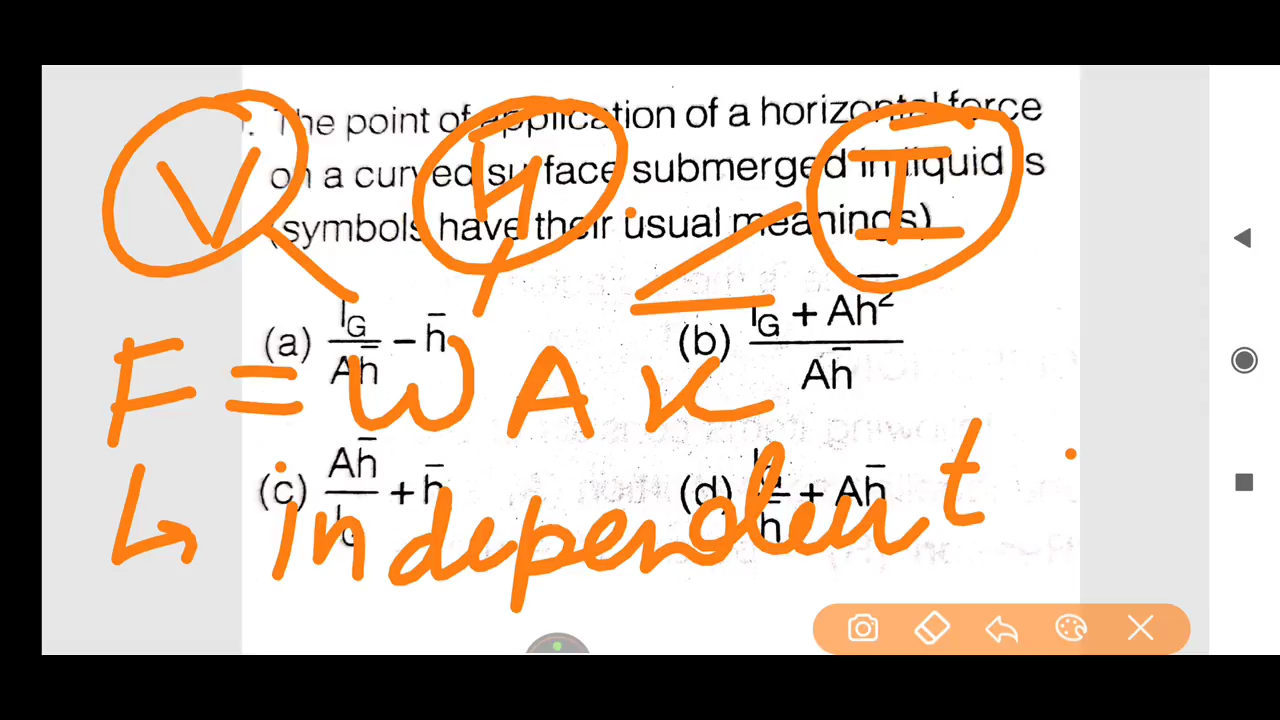 The point of application of a horizontal force
on a curved surface submerged in liquid is
(symbols have their usual meanings)
V H I
(a) I_G / Ah̄ − h̄ (b) I_G + Ah̄² / Ah̄
F = W A x
(c) Ah̄ / I_G + h̄ (d) I_G / h̄ + Ah̄
↳ independent